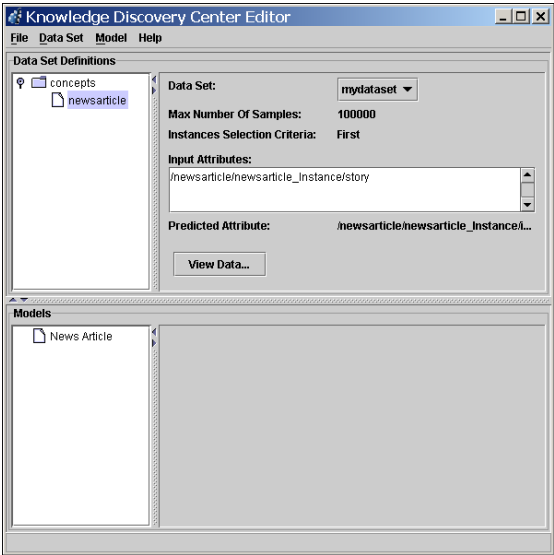 Knowledge Discovery Center Editor
File Data Set Model Help
Data Set Definitions
concepts
newsarticle
Data Set: mydataset
Max Number Of Samples: 100000
Instances Selection Criteria: First
Input Attributes:
/newsarticle/newsarticle_Instance/story
Predicted Attribute: /newsarticle/newsarticle_Instance/i...
View Data...
Models
News Article